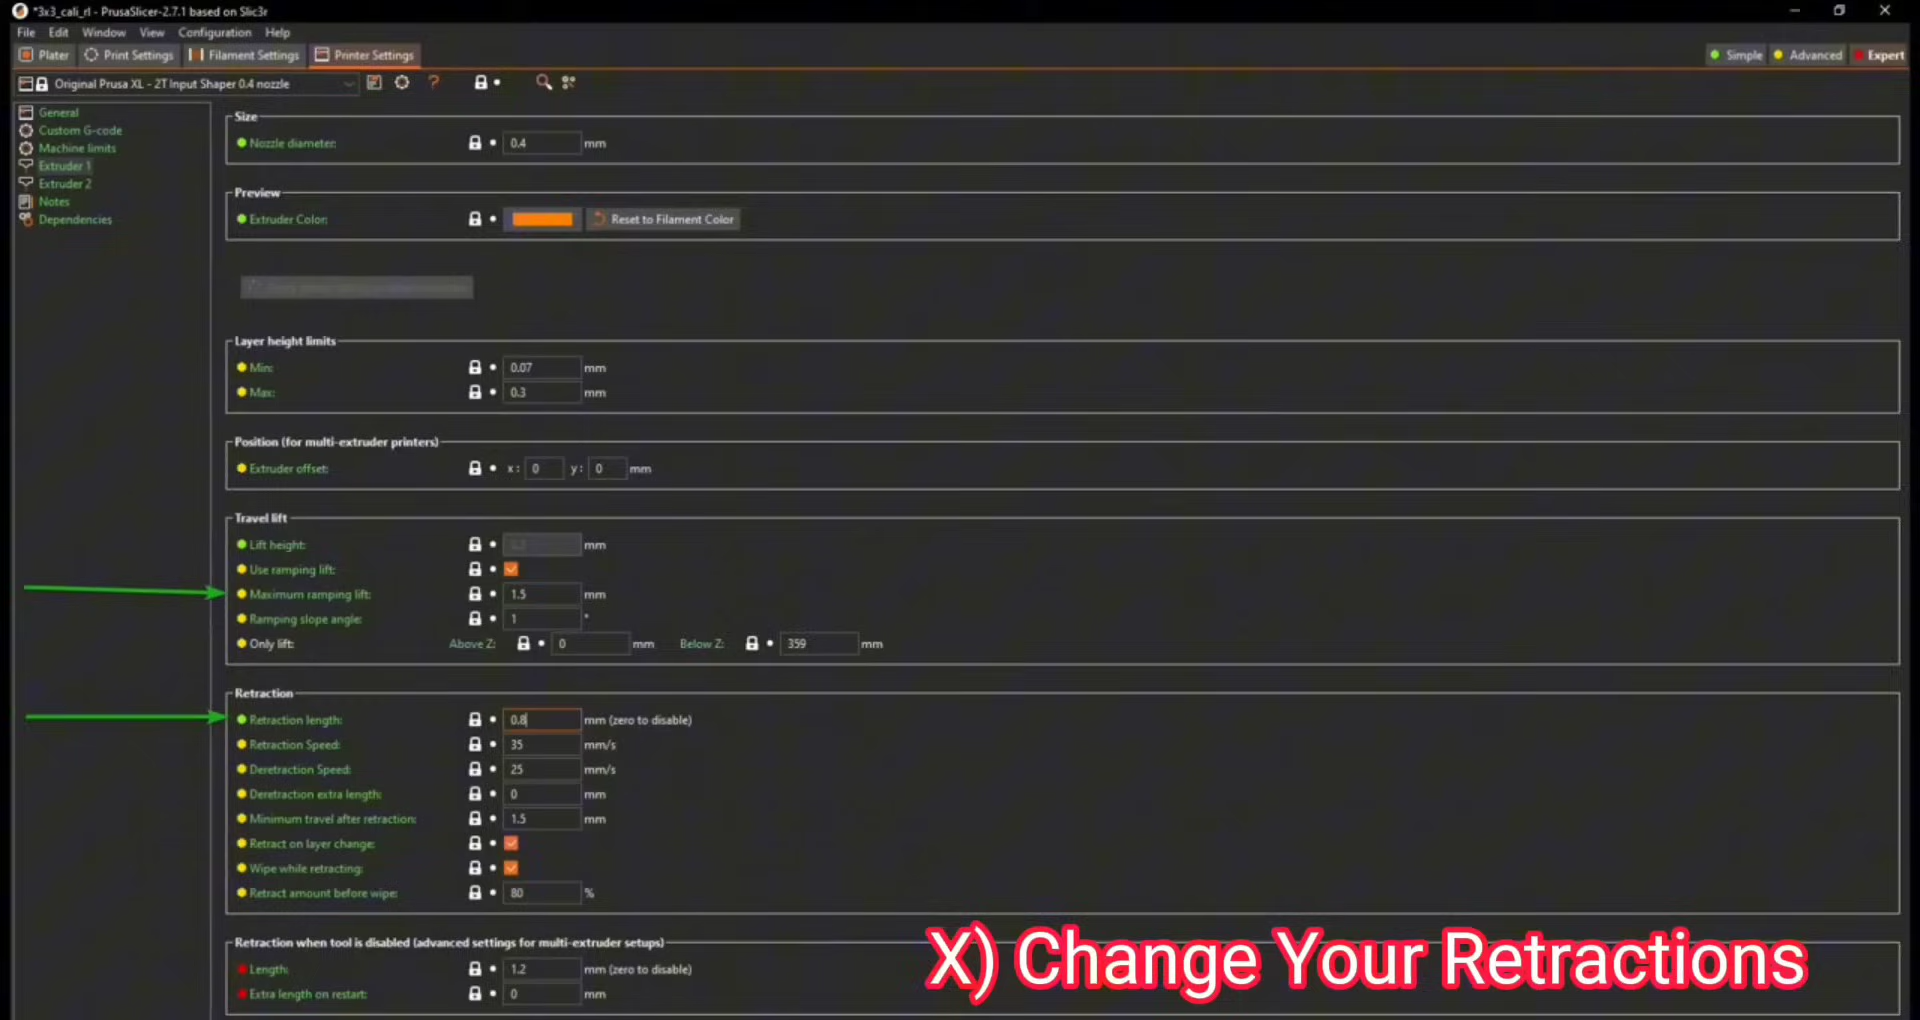 *3x3_cali_rl - PrusaSlicer-2.7.1 based on Slic3r
File Edit Window View Configuration Help
Plater Print Settings Filament Settings Printer Settings Simple Advanced Expert
Original Prusa XL - 2T Input Shaper 0.4 nozzle
General
Custom G-code
Machine limits
Extruder 1
Extruder 2
Notes
Dependencies
Size
Nozzle diameter: 0.4 mm
Preview
Extruder Color: Reset to Filament Color
Layer height limits
Min: 0.07 mm
Max: 0.3 mm
Position (for multi-extruder printers)
Extruder offset: x: 0 y: 0 mm
Travel lift
Lift height: mm
Use ramping lift:
Maximum ramping lift: 1.5 mm
Ramping slope angle: 1 °
Only lift: Above Z: 0 mm Below Z: 359 mm
Retraction
Retraction length: 0.8 mm (zero to disable)
Retraction Speed: 35 mm/s
Deretraction Speed: 25 mm/s
Deretraction extra length: 0 mm
Minimum travel after retraction: 1.5 mm
Retract on layer change:
Wipe while retracting:
Retract amount before wipe: 80 %
Retraction when tool is disabled (advanced settings for multi-extruder setups)
Length: 1.2 mm (zero to disable)
Extra length on restart: 0 mm
X) Change Your Retractions